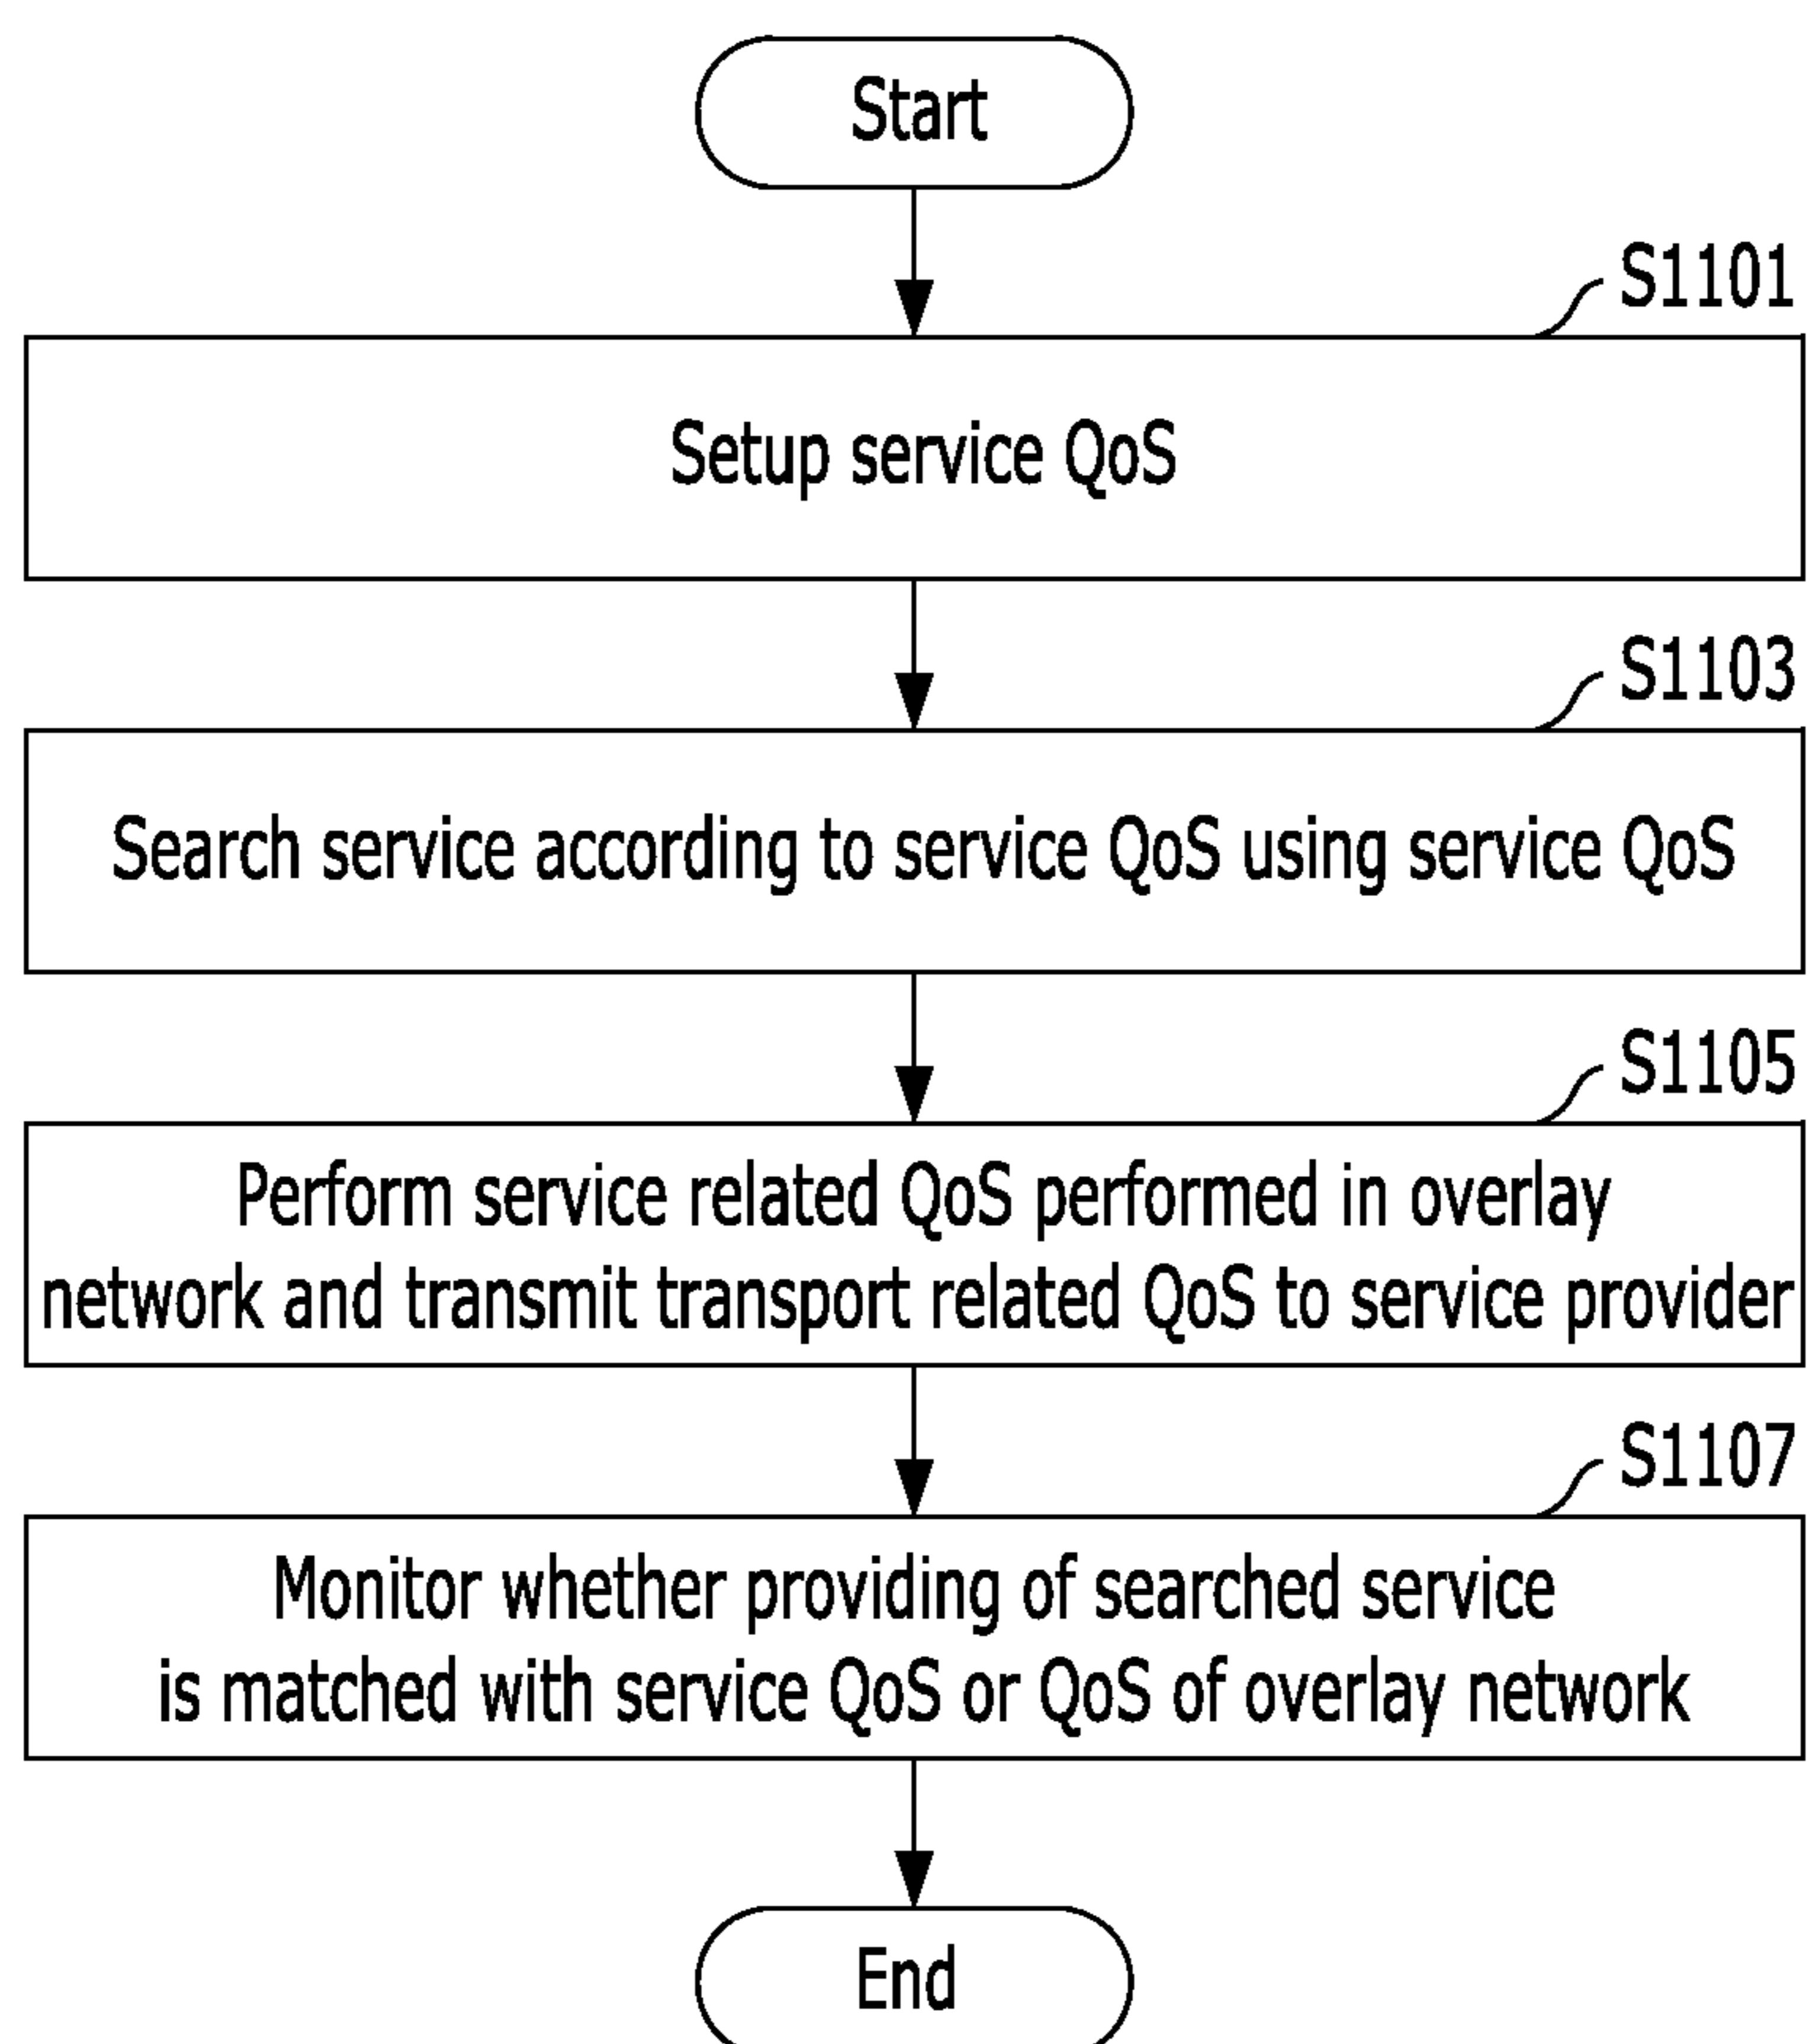 Start
S1101
Setup service QoS
S1103
Search service according to service QoS using service QoS
S1105
Perform service related QoS performed in overlay
network and transmit transport related QoS to service provider
S1107
Monitor whether providing of searched service
is matched with service QoS or QoS of overlay network
End